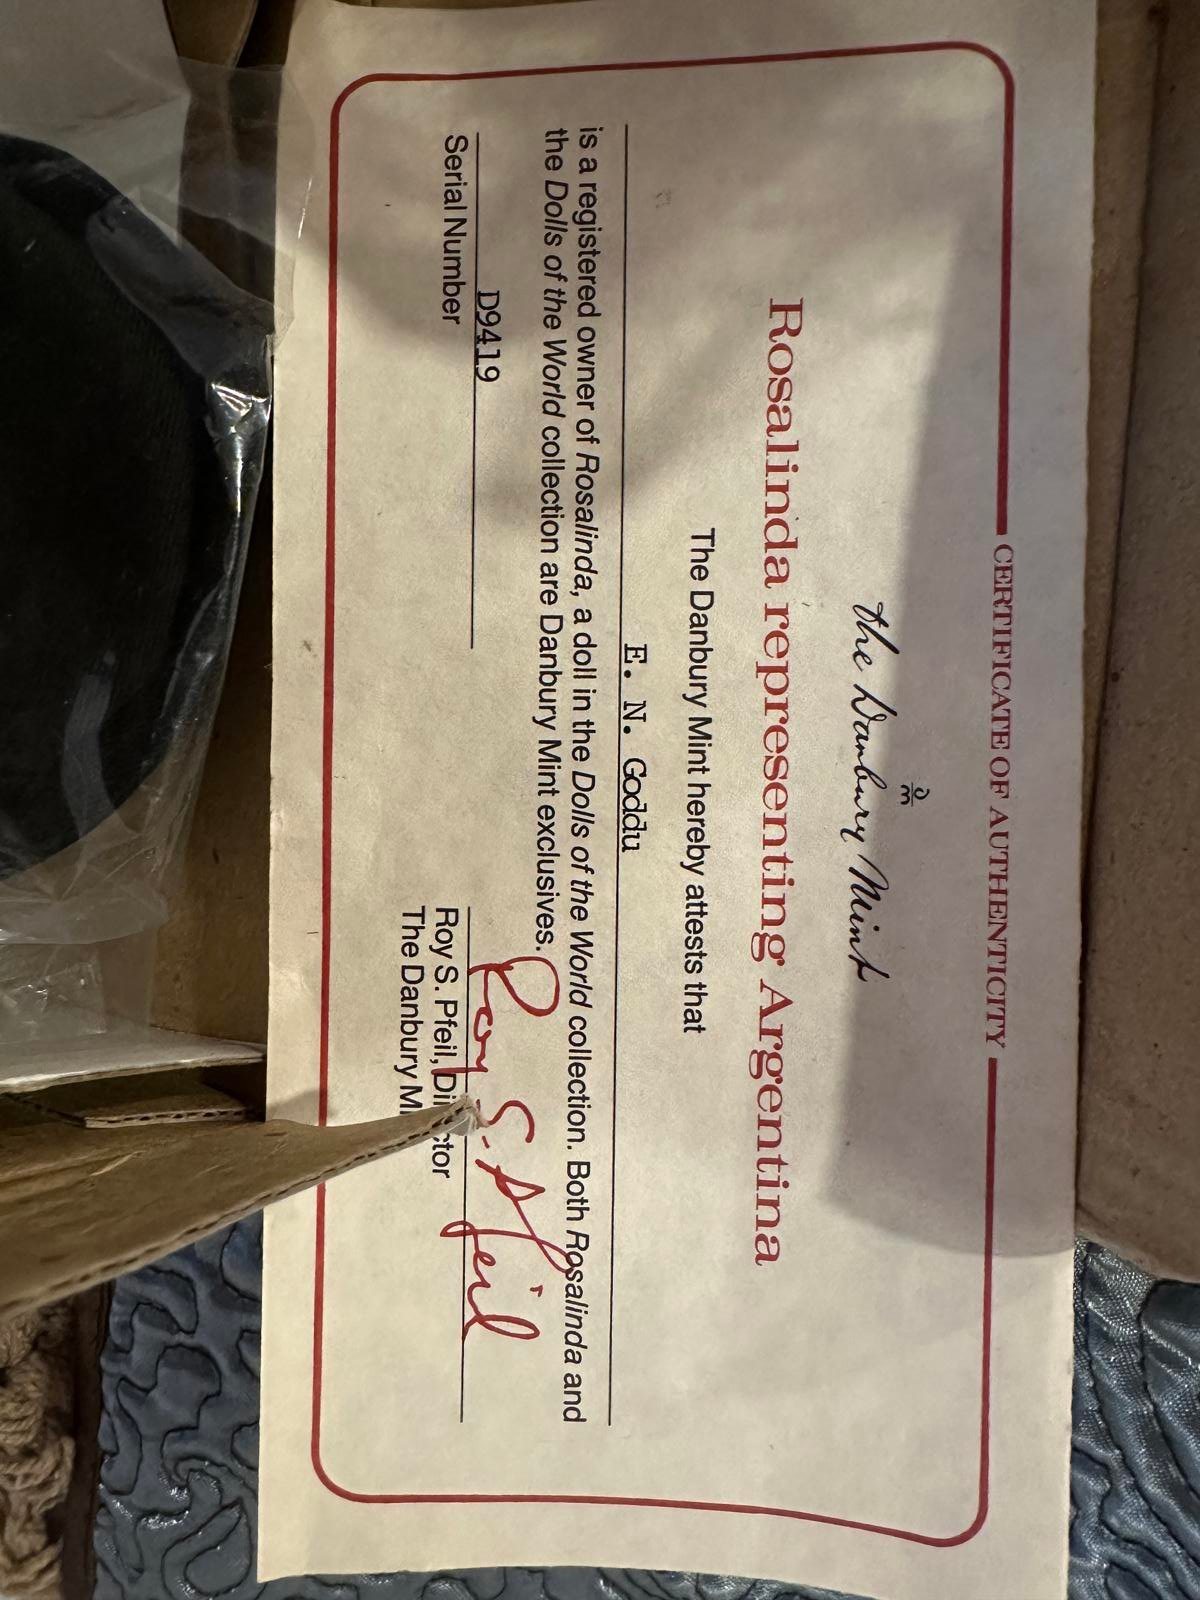 CERTIFICATE OF AUTHENTICITY
the Danbury Mint
Rosalinda representing Argentina
The Danbury Mint hereby attests that
E. N. Goddu
is a registered owner of Rosalinda, a doll in the Dolls of the World collection. Both Rosalinda and
the Dolls of the World collection are Danbury Mint exclusives.
D9419
Serial Number
Roy S. Pfeil
Roy S. Pfeil,
The Danbury